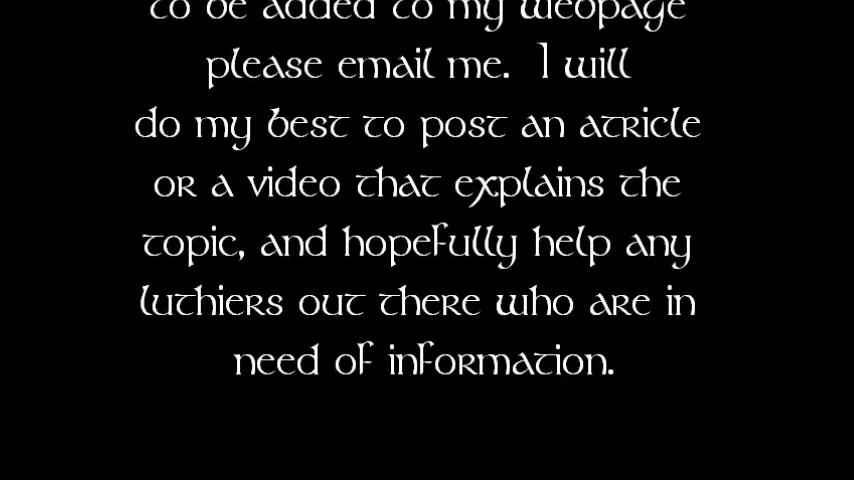 to be added to my webpage
please email me. I will
do my best to post an atricle
or a video that explains the
topic, and hopefully help any
luthiers out there who are in
need of information.